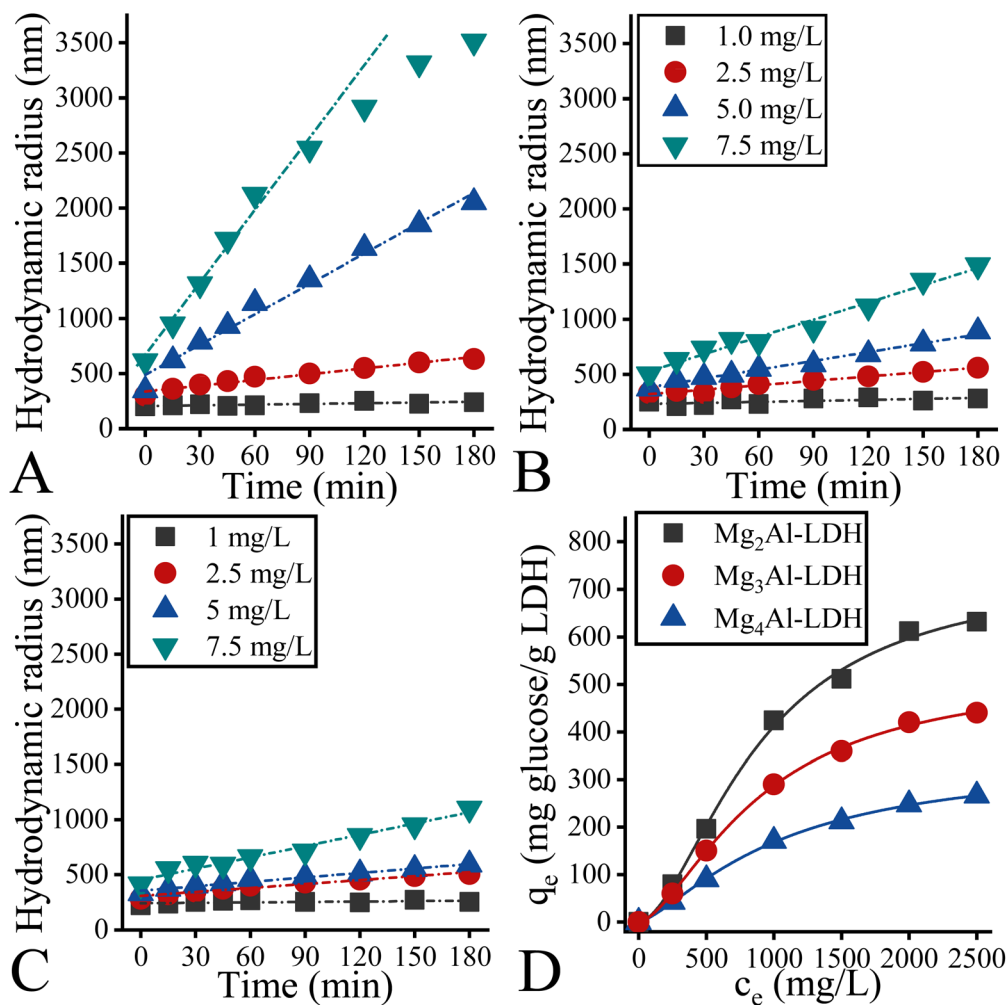 Hydrodynamic radius (nm)
3500
3000
2500
2000
1500
1000
500
0
0 30 60 90 120 150 180
Time (min)
A
Hydrodynamic radius (nm)
3500
3000
2500
2000
1500
1000
500
0
1.0 mg/L
2.5 mg/L
5.0 mg/L
7.5 mg/L
0 30 60 90 120 150 180
Time (min)
B
Hydrodynamic radius (nm)
3500
3000
2500
2000
1500
1000
500
0
1 mg/L
2.5 mg/L
5 mg/L
7.5 mg/L
0 30 60 90 120 150 180
Time (min)
C
qₑ (mg glucose/g LDH)
800
700
600
500
400
300
200
100
0
Mg₂Al-LDH
Mg₃Al-LDH
Mg₄Al-LDH
0 500 1000 1500 2000 2500
cₑ (mg/L)
D